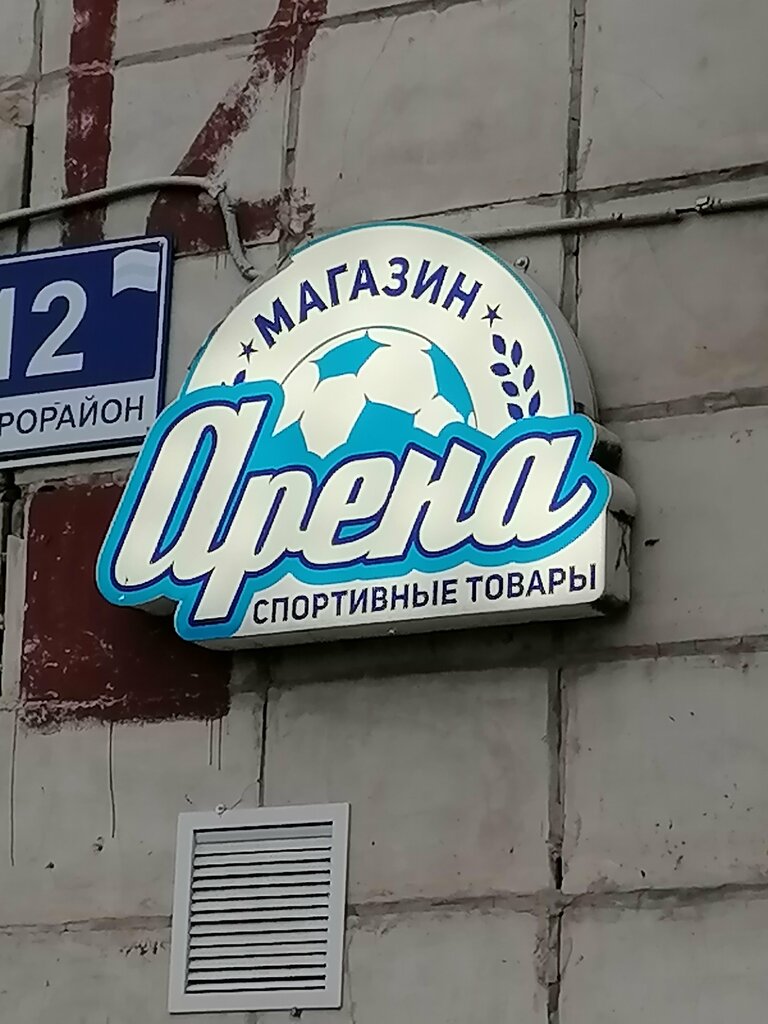 МАГАЗИН
Арена
СПОРТИВНЫЕ ТОВАРЫ
12
РОРАЙОН